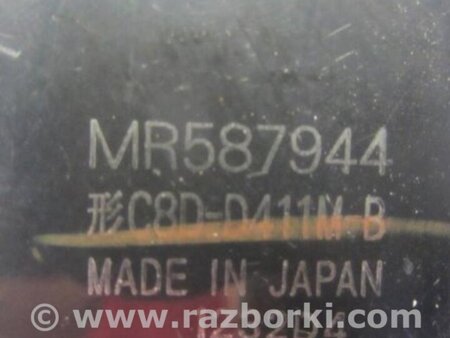 MR587944
形C8D-D411M-B
MADE IN JAPAN
© www.razborki.com